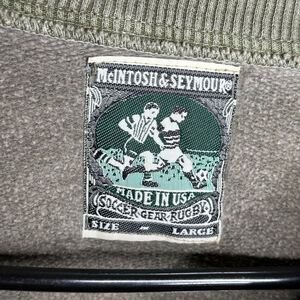 McINTOSH & SEYMOUR®
MADE IN USA
SOCCER GEAR RUGBY
SIZE LARGE